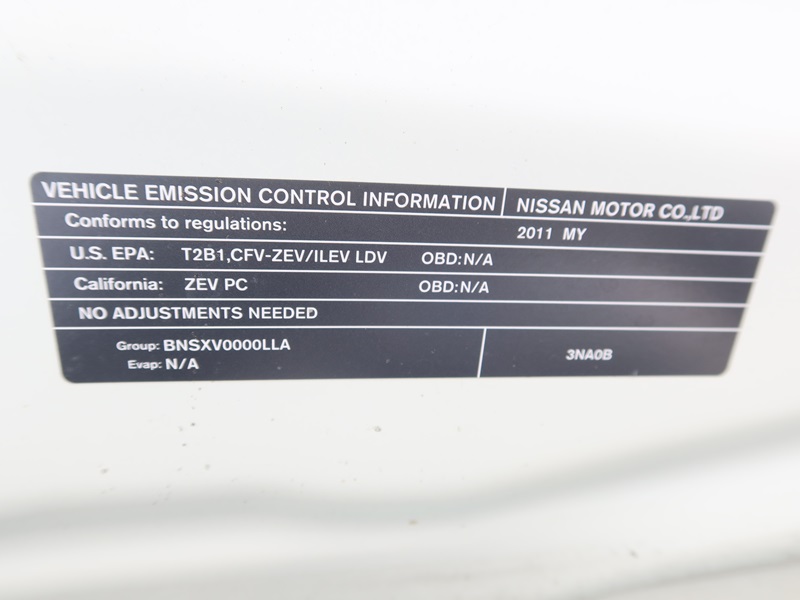 VEHICLE EMISSION CONTROL INFORMATION NISSAN MOTOR CO.,LTD
Conforms to regulations: 2011 MY
U.S. EPA: T2B1,CFV-ZEV/ILEV LDV OBD:N/A
California: ZEV PC OBD:N/A
NO ADJUSTMENTS NEEDED
Group: BNSXV0000LLA
Evap: N/A
3NA0B